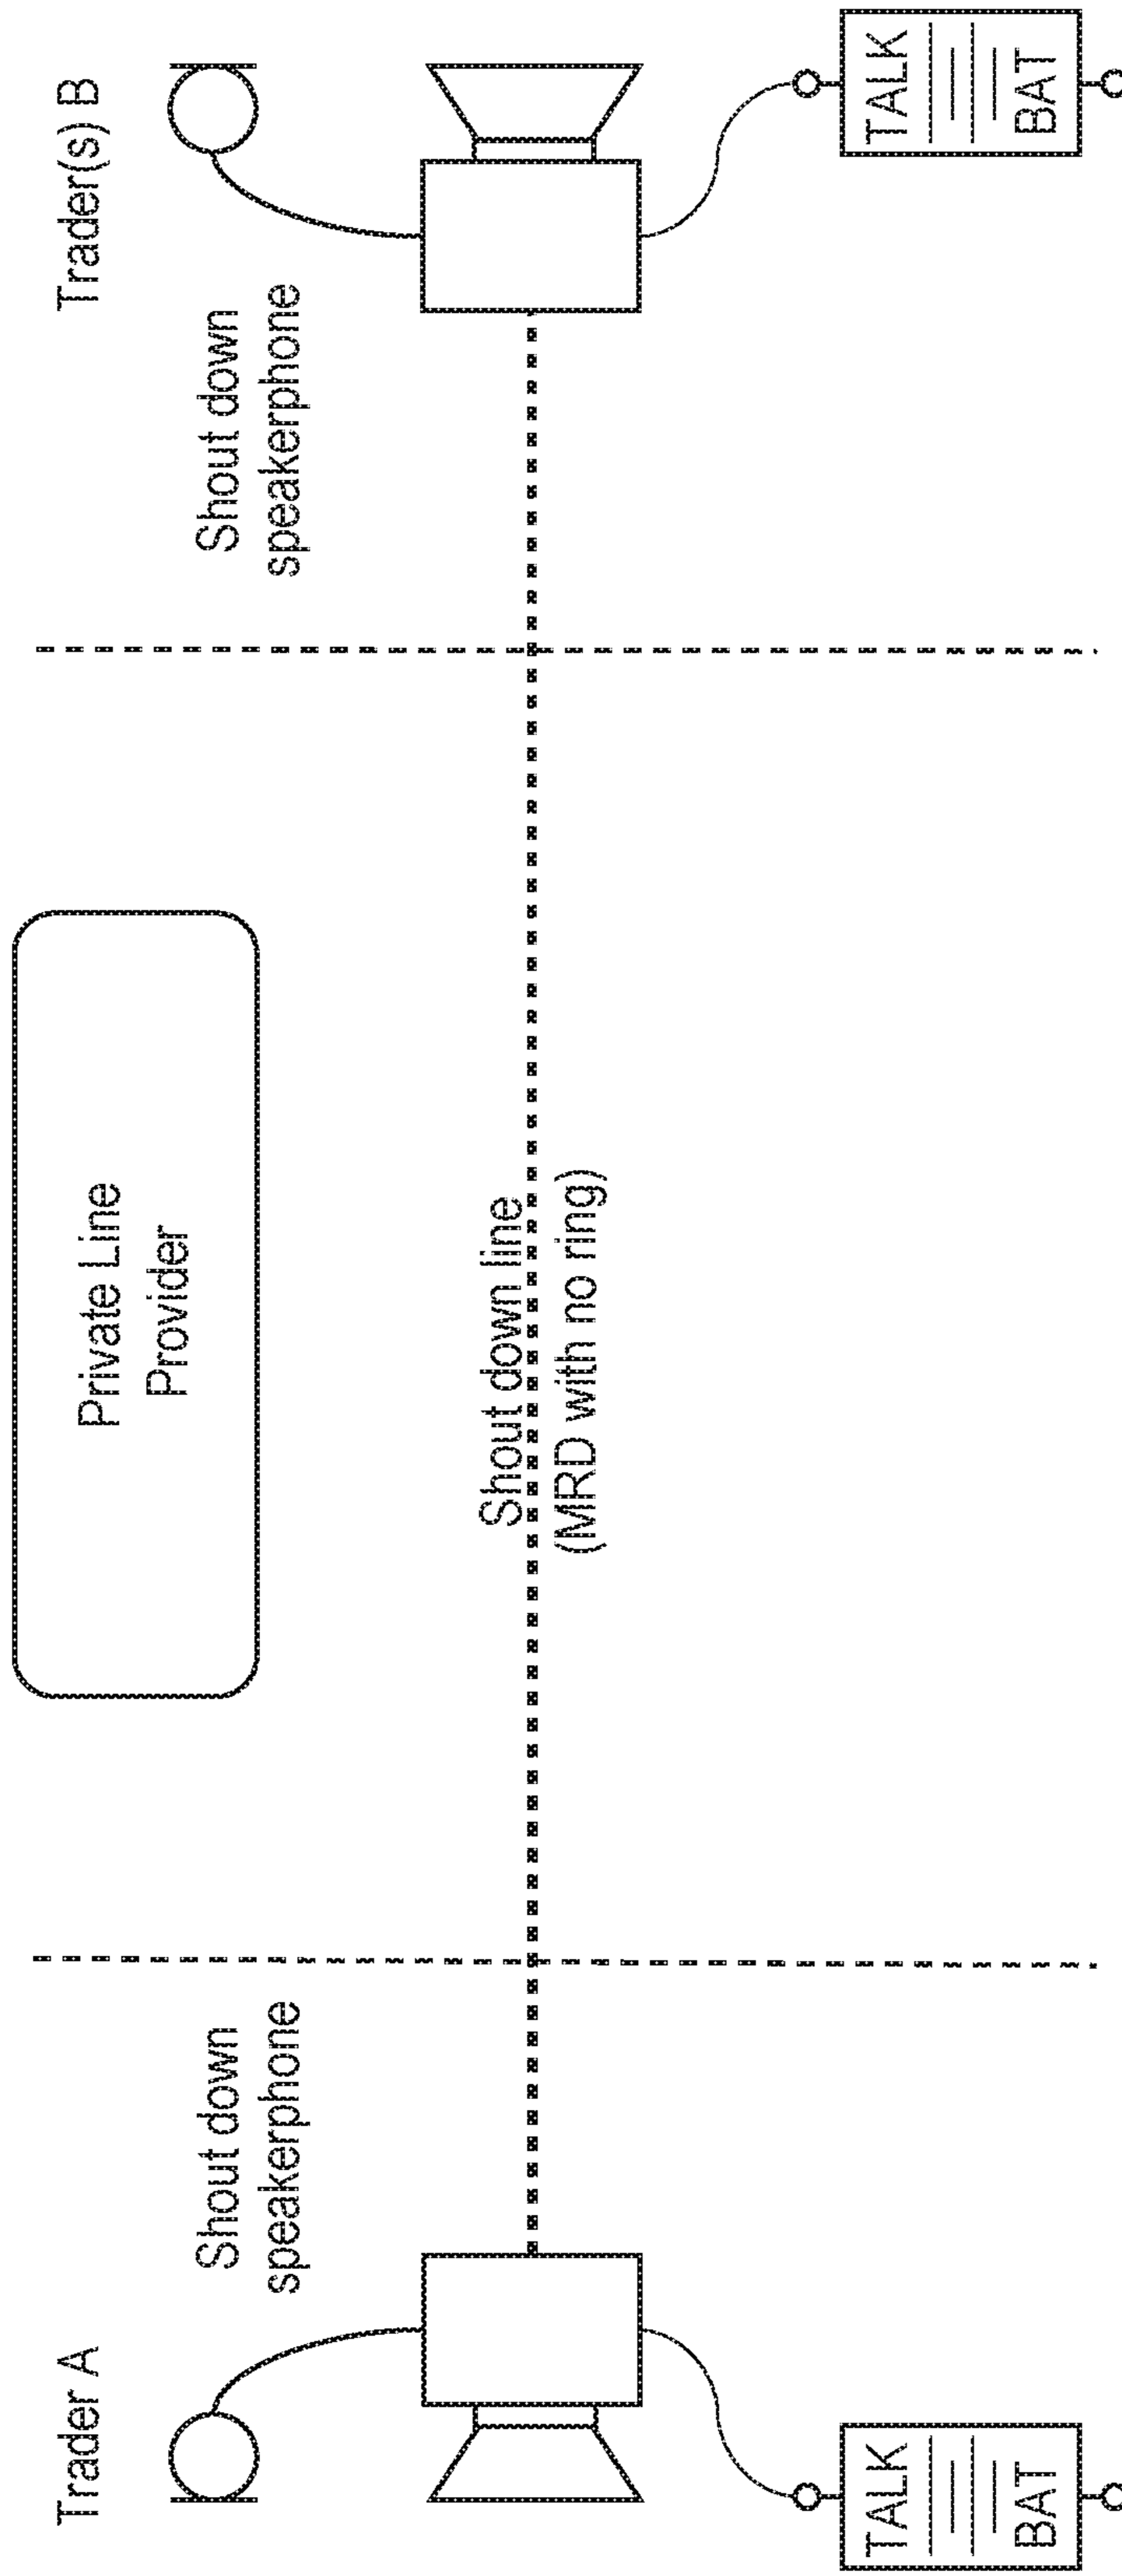 Trader A
Shout down
speakerphone
TALK
BAT
Private Line
Provider
Shout down line
(MRD with no ring)
Trader(s) B
Shout down
speakerphone
TALK
BAT